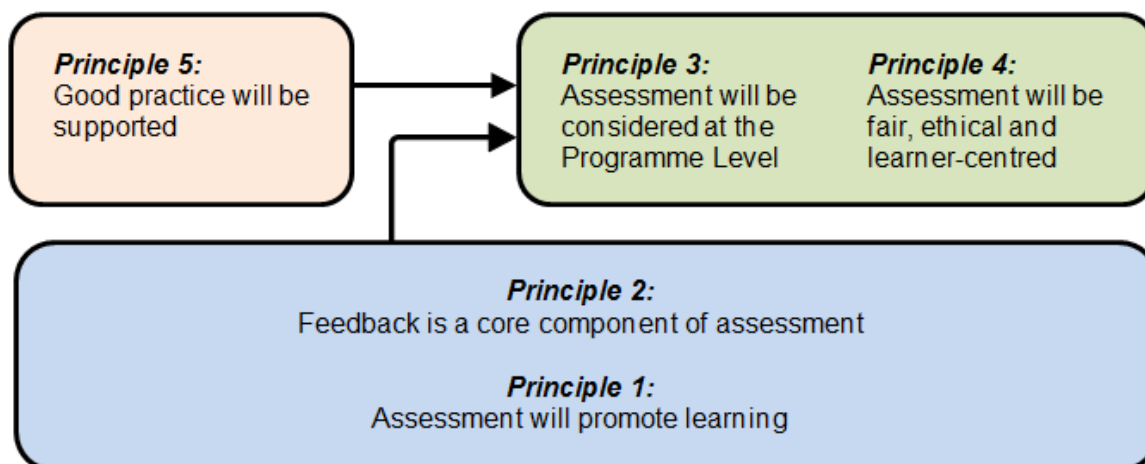 Principle 5:
Good practice will be
supported
Principle 3:
Assessment will be
considered at the
Programme Level
Principle 4:
Assessment will be
fair, ethical and
learner-centred
Principle 2:
Feedback is a core component of assessment
Principle 1:
Assessment will promote learning